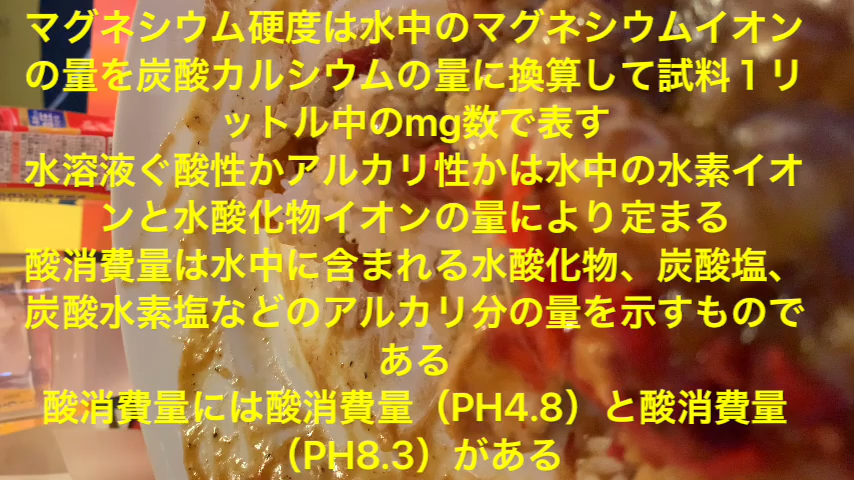 マグネシウム硬度は水中のマグネシウムイオン
の量を炭酸カルシウムの量に換算して試料１リ
ットル中のmg数で表す
水溶液ぐ酸性かアルカリ性かは水中の水素イオ
ンと水酸化物イオンの量により定まる
酸消費量は水中に含まれる水酸化物、炭酸塩、
炭酸水素塩などのアルカリ分の量を示すもので
ある
酸消費量には酸消費量（PH4.8）と酸消費量
（PH8.3）がある